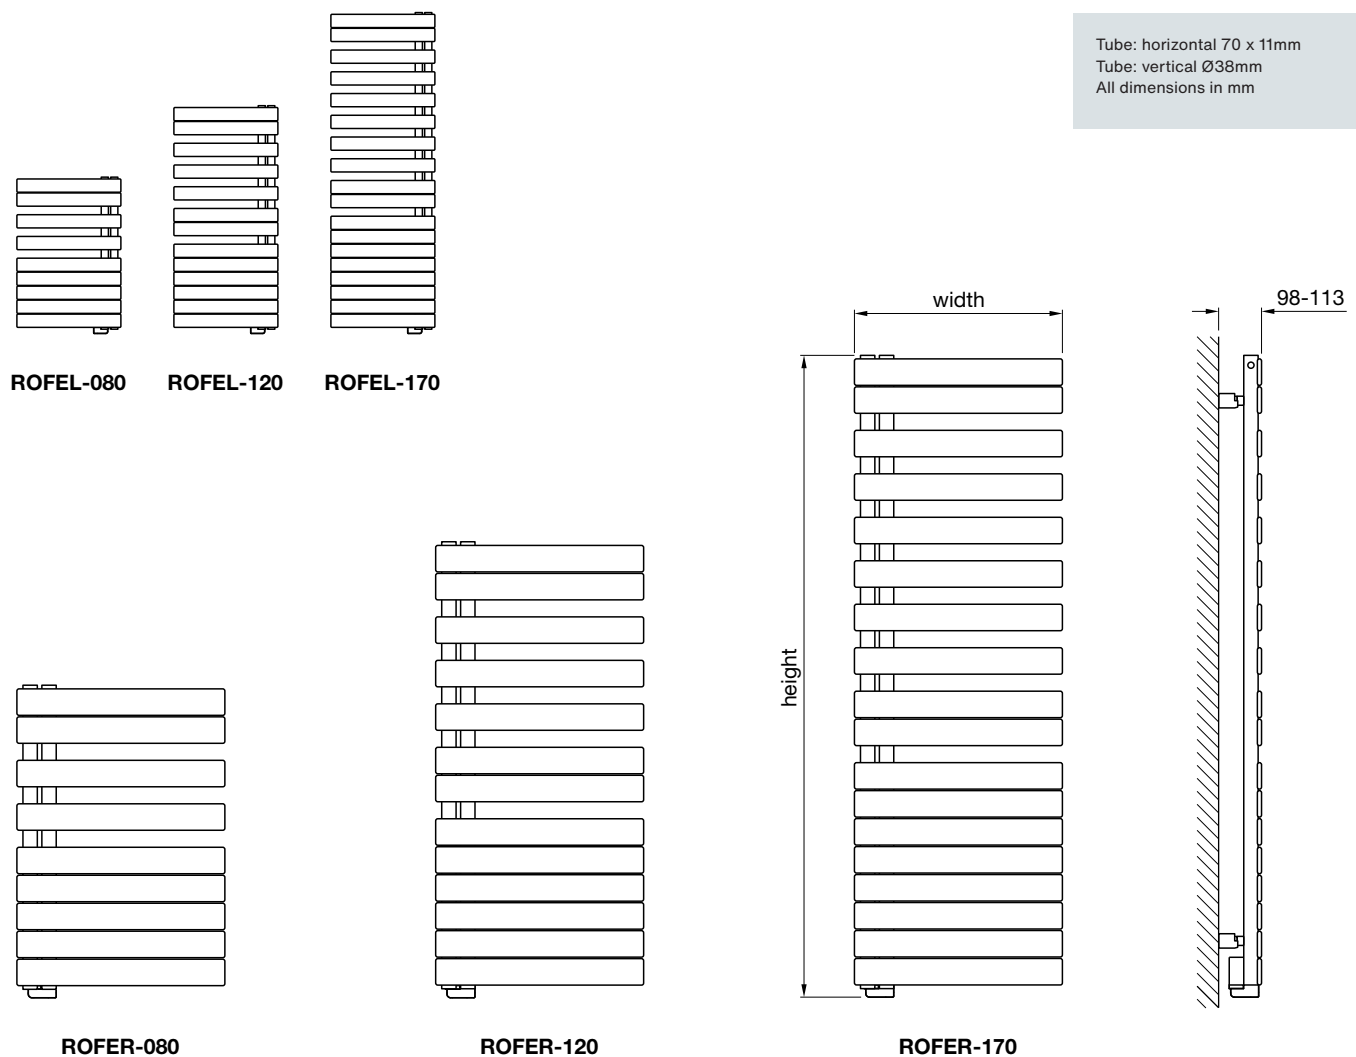 Tube: horizontal 70 x 11mm
Tube: vertical Ø38mm
All dimensions in mm
width
98-113
ROFEL-080
ROFEL-120
ROFEL-170
height
ROFER-080
ROFER-120
ROFER-170